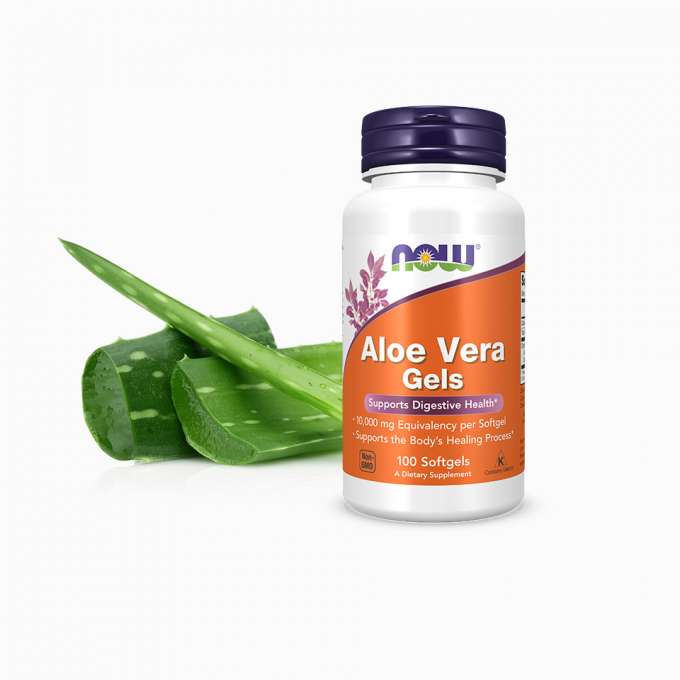 NOW®
Aloe Vera
Gels
Supports Digestive Health*
· 10,000 mg Equivalency per Softgel
· Supports the Body's Healing Process*
Non-
GMO
100 Softgels
A Dietary Supplement
K